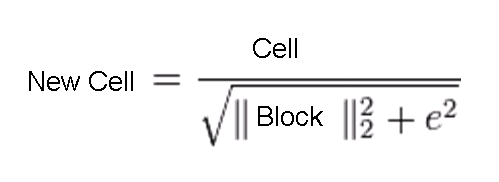 Cell
New Cell = 
√‖ Block ‖₂² + e²